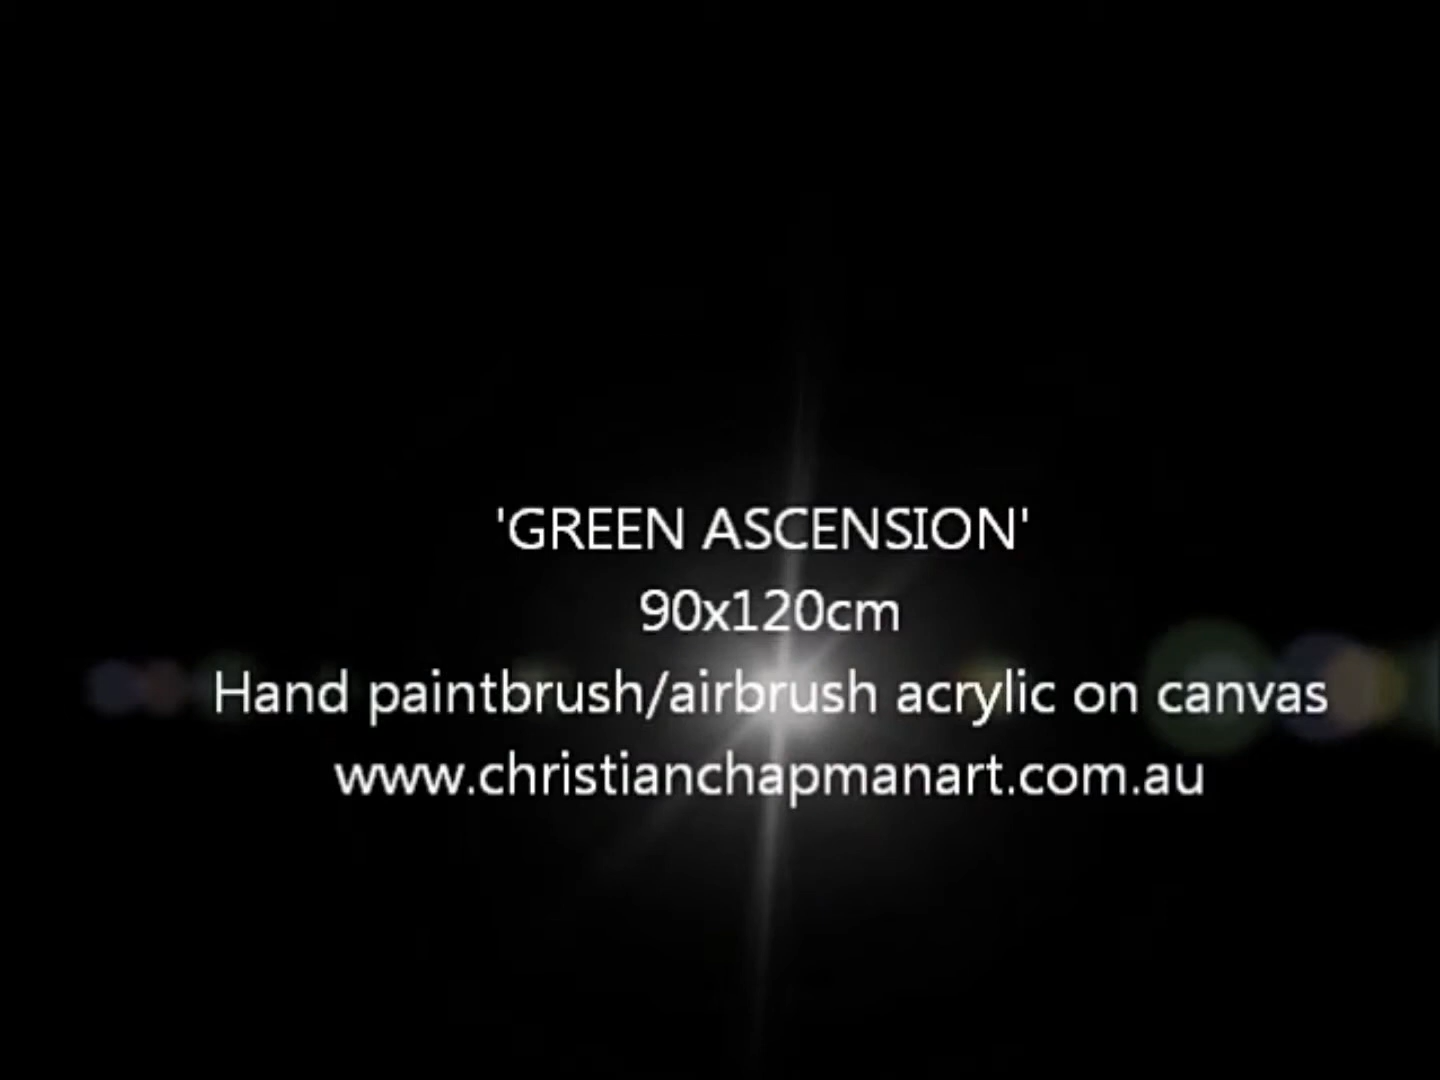 'GREEN ASCENSION'
90x120cm
Hand paintbrush/airbrush acrylic on canvas
www.christianchapmanart.com.au